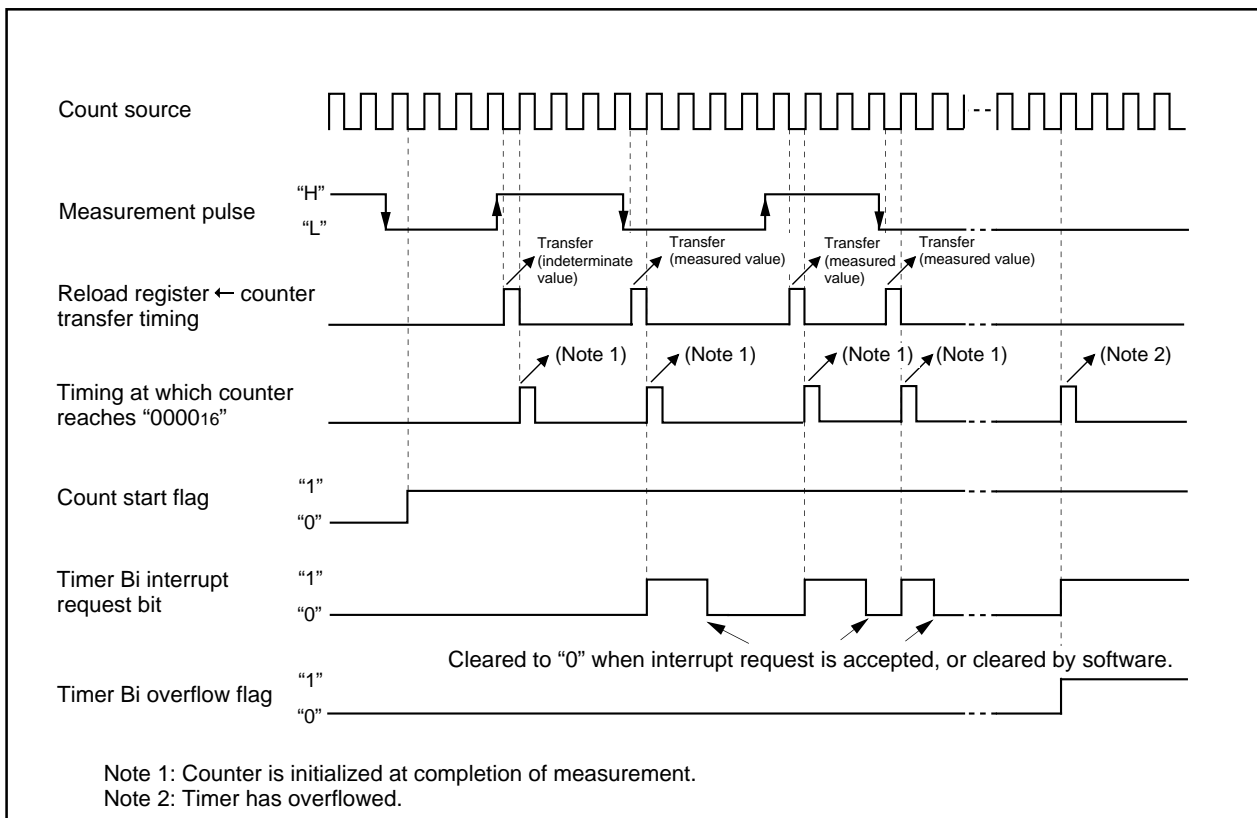 Count source
“H”
Measurement pulse
“L”
Transfer
(indeterminate
value)
Transfer
(measured value)
Transfer
(measured
value)
Transfer
(measured value)
Reload register ← counter
transfer timing
(Note 1)
(Note 1)
(Note 1)
(Note 1)
(Note 2)
Timing at which counter
reaches “000016”
Count start flag
“1”
“0”
Timer Bi interrupt
request bit
“1”
“0”
Cleared to “0” when interrupt request is accepted, or cleared by software.
Timer Bi overflow flag
“1”
“0”
Note 1: Counter is initialized at completion of measurement.
Note 2: Timer has overflowed.